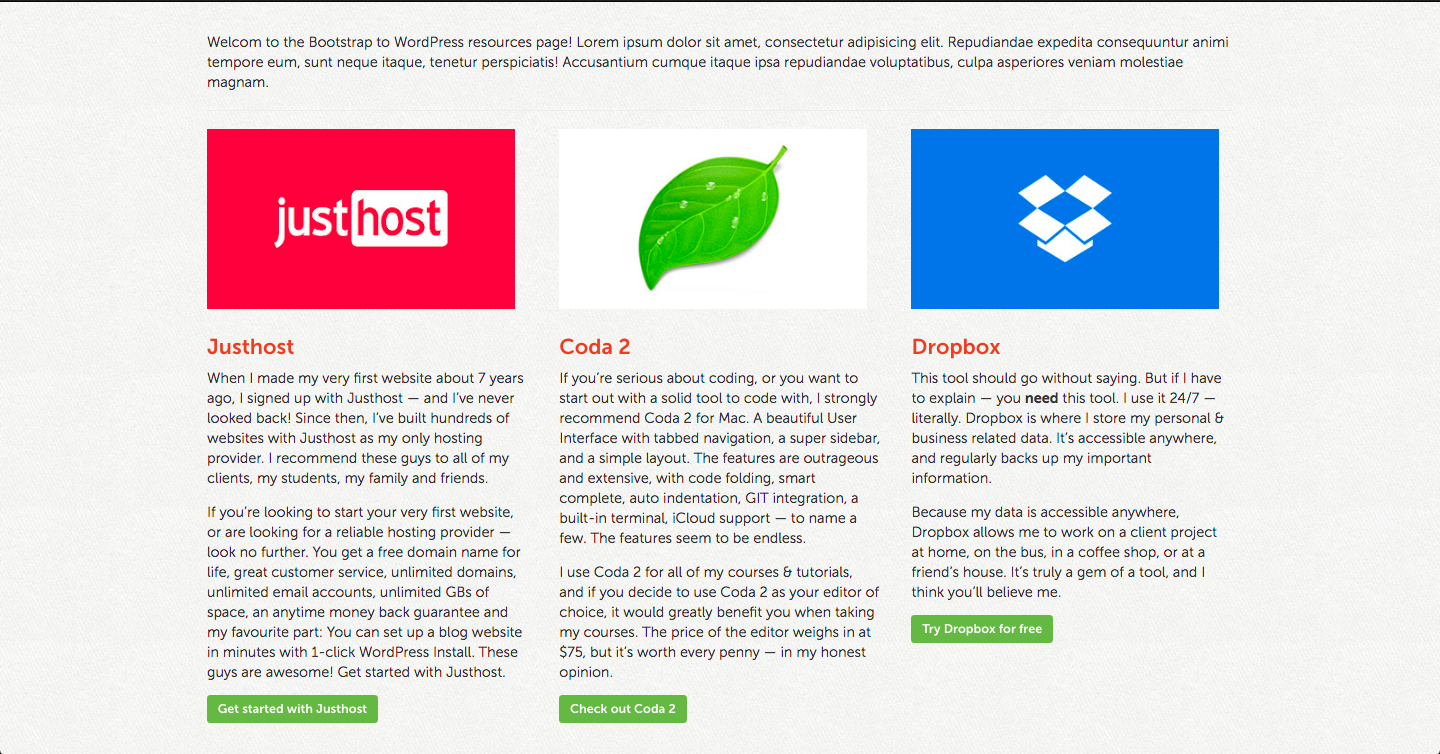 Welcom to the Bootstrap to WordPress resources page! Lorem ipsum dolor sit amet, consectetur adipisicing elit. Repudiandae expedita consequuntur animi
tempore eum, sunt neque itaque, tenetur perspiciatis! Accusantium cumque itaque ipsa repudiandae voluptatibus, culpa asperiores veniam molestiae
magnam.
justhost
Justhost
When I made my very first website about 7 years
ago, I signed up with Justhost — and I’ve never
looked back! Since then, I’ve built hundreds of
websites with Justhost as my only hosting
provider. I recommend these guys to all of my
clients, my students, my family and friends.
If you’re looking to start your very first website,
or are looking for a reliable hosting provider —
look no further. You get a free domain name for
life, great customer service, unlimited domains,
unlimited email accounts, unlimited GBs of
space, an anytime money back guarantee and
my favourite part: You can set up a blog website
in minutes with 1-click WordPress Install. These
guys are awesome! Get started with Justhost.
Get started with Justhost
Coda 2
If you’re serious about coding, or you want to
start out with a solid tool to code with, I strongly
recommend Coda 2 for Mac. A beautiful User
Interface with tabbed navigation, a super sidebar,
and a simple layout. The features are outrageous
and extensive, with code folding, smart
complete, auto indentation, GIT integration, a
built-in terminal, iCloud support — to name a
few. The features seem to be endless.
I use Coda 2 for all of my courses & tutorials,
and if you decide to use Coda 2 as your editor of
choice, it would greatly benefit you when taking
my courses. The price of the editor weighs in at
$75, but it’s worth every penny — in my honest
opinion.
Check out Coda 2
Dropbox
This tool should go without saying. But if I have
to explain — you need this tool. I use it 24/7 —
literally. Dropbox is where I store my personal &
business related data. It’s accessible anywhere,
and regularly backs up my important
information.
Because my data is accessible anywhere,
Dropbox allows me to work on a client project
at home, on the bus, in a coffee shop, or at a
friend’s house. It’s truly a gem of a tool, and I
think you’ll believe me.
Try Dropbox for free